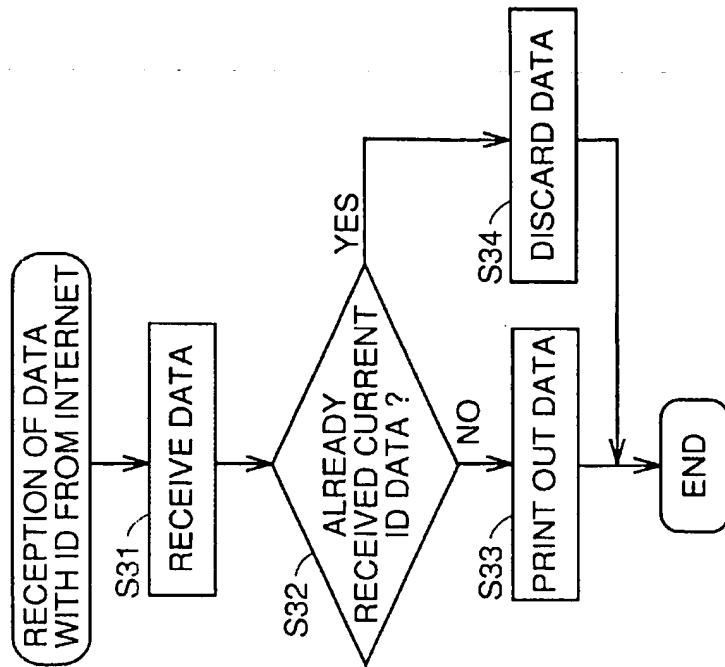 RECEPTION OF DATA
WITH ID FROM INTERNET
S31
RECEIVE DATA
S32
ALREADY
RECEIVED CURRENT
ID DATA ?
YES
NO
S33
PRINT OUT DATA
S34
DISCARD DATA
END